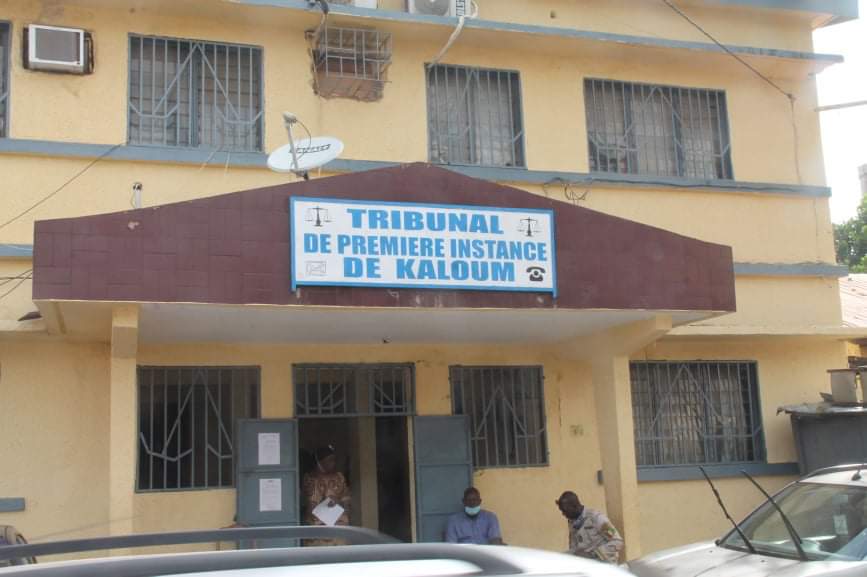 TRIBUNAL
DE PREMIERE INSTANCE
DE KALOUM